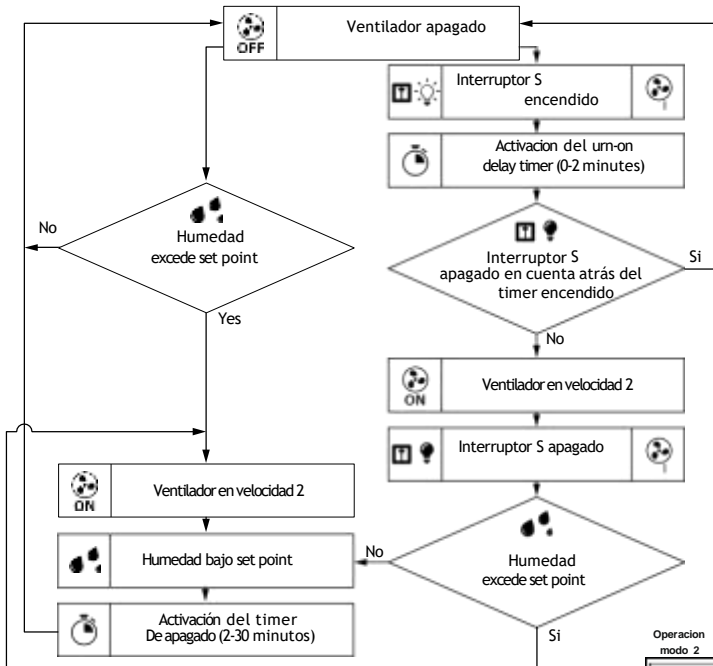 Ventilador apagado
OFF
Interruptor S
encendido
Activacion del urn-on
delay timer (0-2 minutes)
No
Humedad
excede set point
Interruptor S
apagado en cuenta atrás del
timer encendido
Si
Yes
No
ON
Ventilador en velocidad 2
Interruptor S apagado
ON
Ventilador en velocidad 2
Humedad bajo set point
No
Humedad
excede set point
Activación del timer
De apagado (2-30 minutos)
Si
Operacion
modo 2